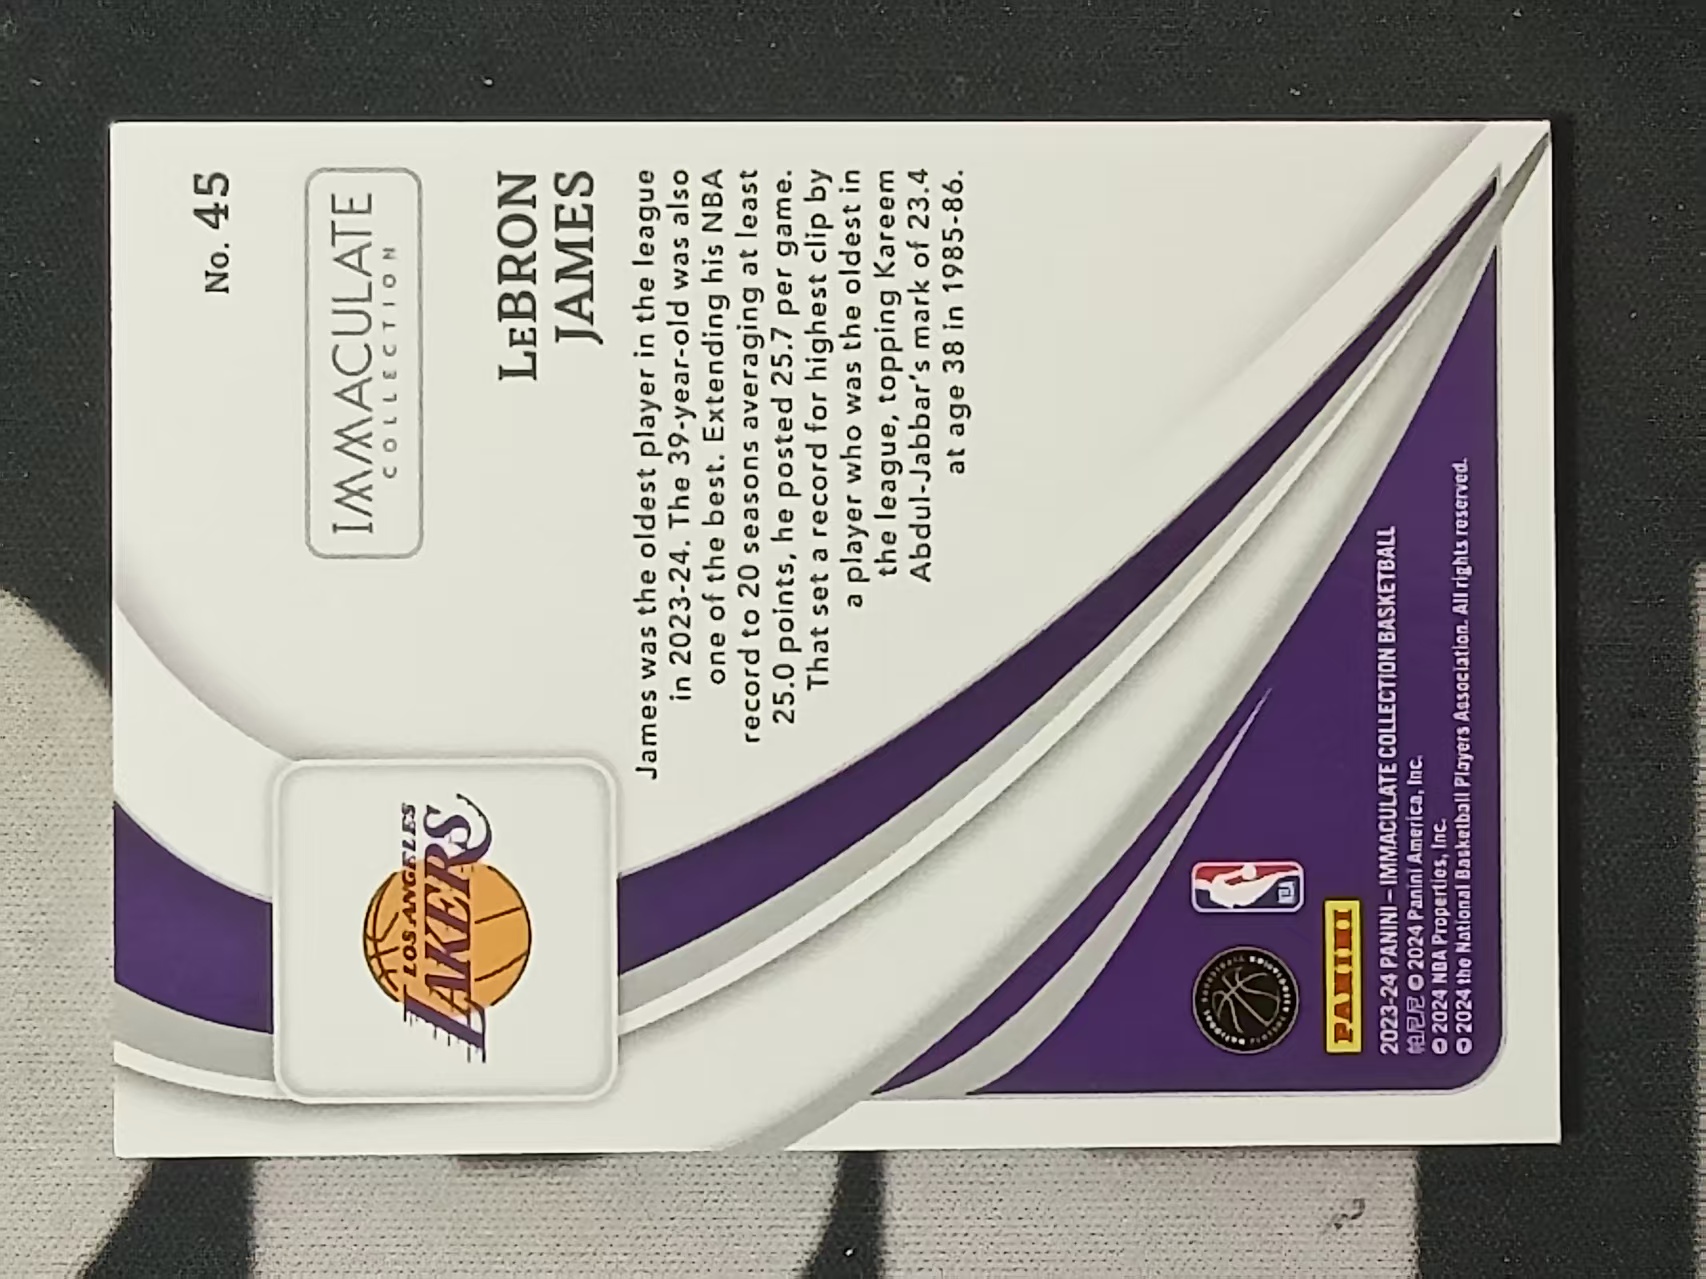 No. 45
IMMACULATE
COLLECTION
LEBRON
JAMES
James was the oldest player in the league
in 2023-24. The 39-year-old was also
one of the best. Extending his NBA
record to 20 seasons averaging at least
25.0 points, he posted 25.7 per game.
That set a record for highest clip by
a player who was the oldest in
the league, topping Kareem
Abdul-Jabbar's mark of 23.4
at age 38 in 1985-86.
LOS ANGELES
LAKERS
PANINI
2023-24 PANINI – IMMACULATE COLLECTION BASKETBALL
帕尼尼 © 2024 Panini America, Inc.
© 2024 NBA Properties, Inc.
© 2024 the National Basketball Players Association. All rights reserved.